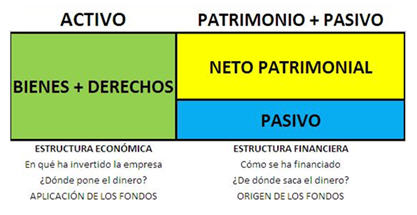 ACTIVO
PATRIMONIO + PASIVO
BIENES + DERECHOS
NETO PATRIMONIAL
PASIVO
ESTRUCTURA ECONÓMICA
En qué ha invertido la empresa
¿Dónde pone el dinero?
APLICACIÓN DE LOS FONDOS
ESTRUCTURA FINANCIERA
Cómo se ha financiado
¿De dónde saca el dinero?
ORIGEN DE LOS FONDOS